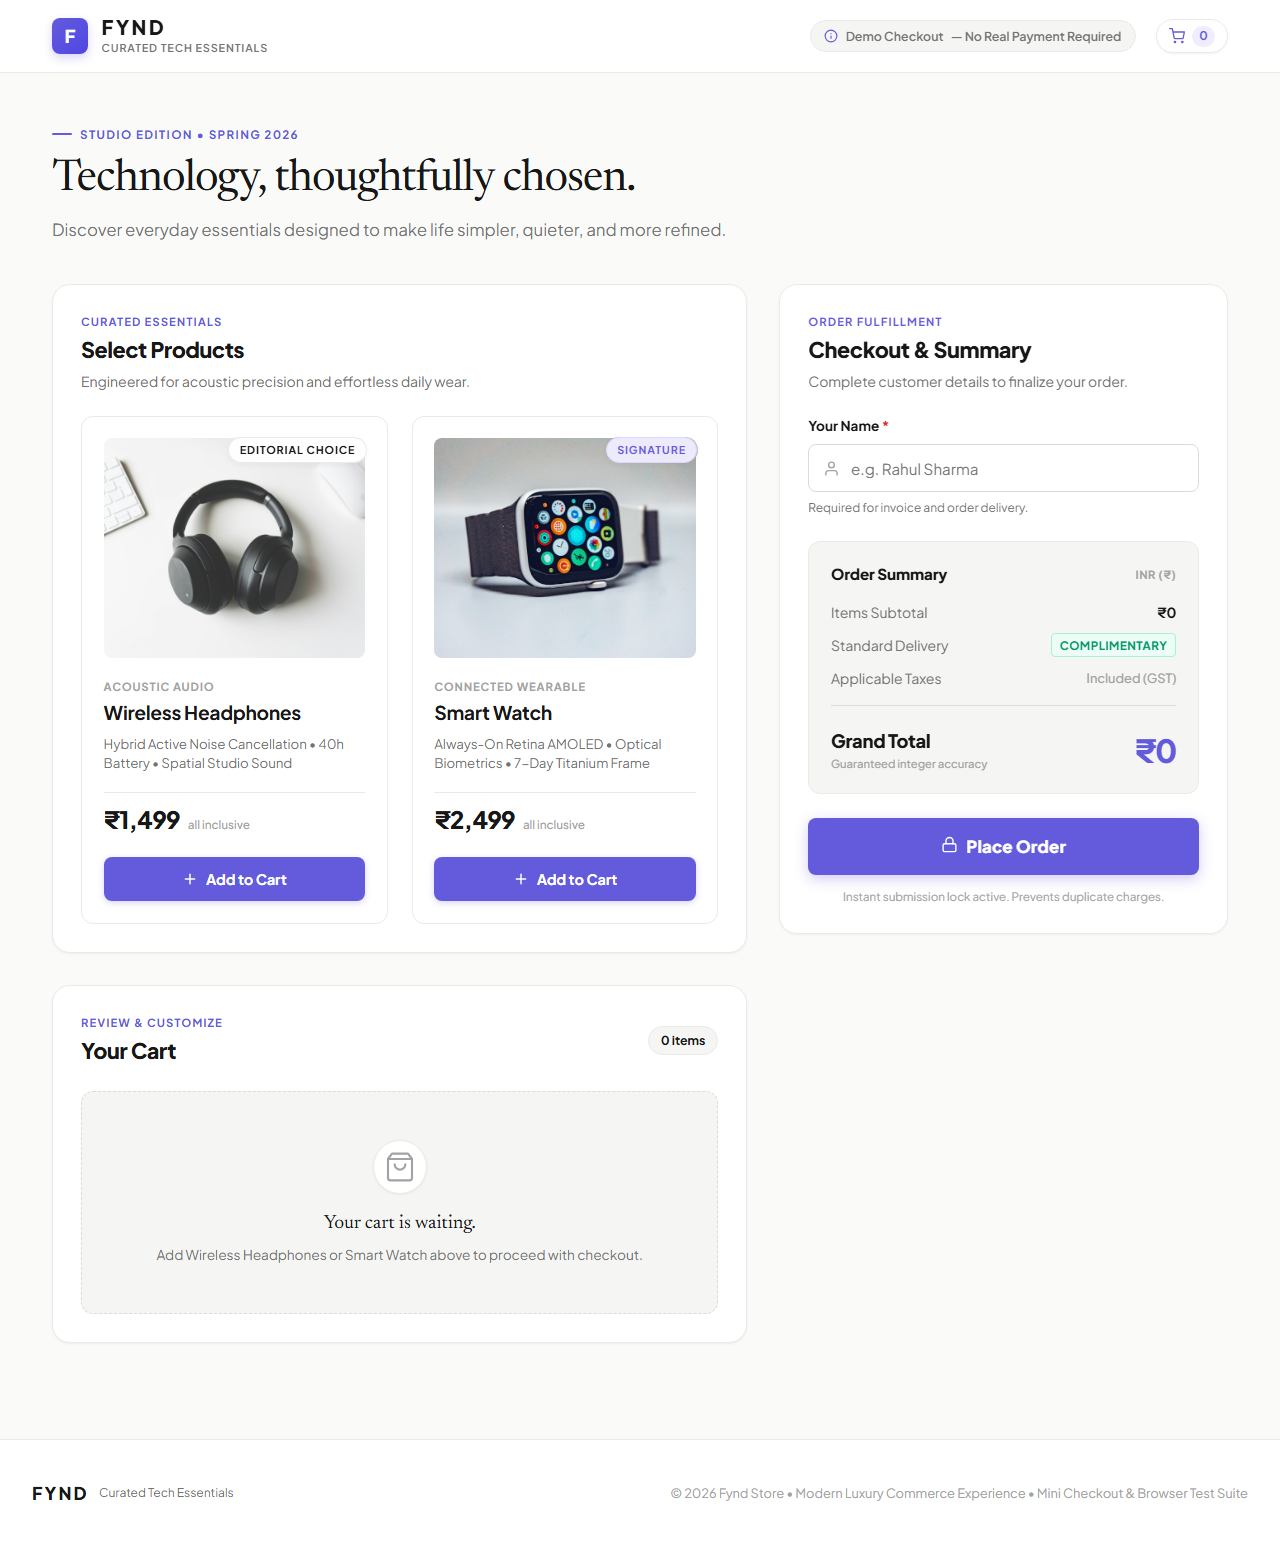 F
FYND
CURATED TECH ESSENTIALS
Demo Checkout — No Real Payment Required
0
STUDIO EDITION • SPRING 2026
Technology, thoughtfully chosen.
Discover everyday essentials designed to make life simpler, quieter, and more refined.
CURATED ESSENTIALS
Select Products
Engineered for acoustic precision and effortless daily wear.
EDITORIAL CHOICE
ACOUSTIC AUDIO
Wireless Headphones
Hybrid Active Noise Cancellation • 40h
Battery • Spatial Studio Sound
₹1,499 all inclusive
+ Add to Cart
SIGNATURE
CONNECTED WEARABLE
Smart Watch
Always-On Retina AMOLED • Optical
Biometrics • 7-Day Titanium Frame
₹2,499 all inclusive
+ Add to Cart
ORDER FULFILLMENT
Checkout & Summary
Complete customer details to finalize your order.
Your Name *
e.g. Rahul Sharma
Required for invoice and order delivery.
Order Summary INR (₹)
Items Subtotal ₹0
Standard Delivery COMPLIMENTARY
Applicable Taxes Included (GST)
Grand Total ₹0
Guaranteed integer accuracy
Place Order
Instant submission lock active. Prevents duplicate charges.
REVIEW & CUSTOMIZE
Your Cart
0 items
Your cart is waiting.
Add Wireless Headphones or Smart Watch above to proceed with checkout.
FYND Curated Tech Essentials
© 2026 Fynd Store • Modern Luxury Commerce Experience • Mini Checkout & Browser Test Suite